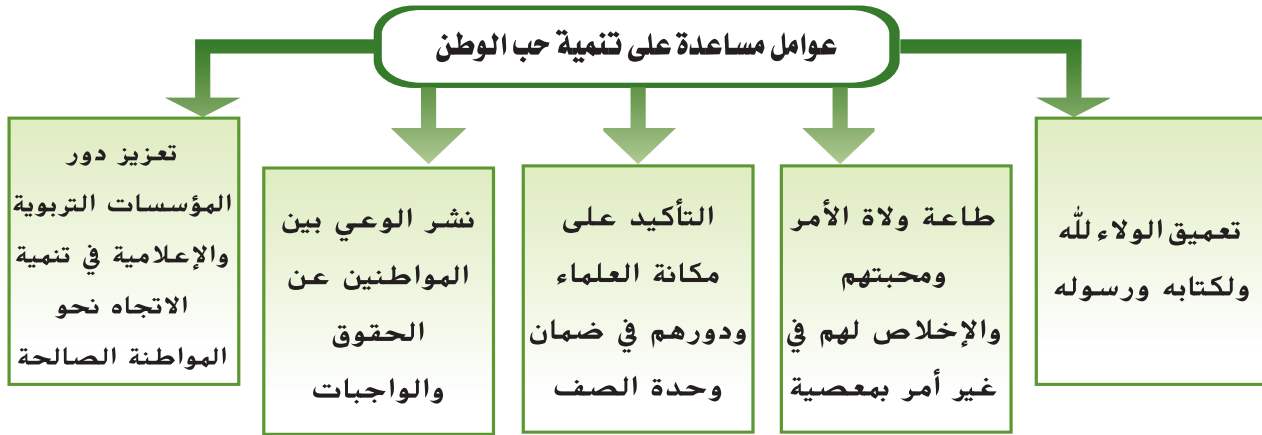 عوامل مساعدة على تنمية حب الوطن
تعميق الولاء لله
ولكتابه ورسوله
طاعة ولاة الأمر
ومحبتهم
والإخلاص لهم في
غير أمر بمعصية
التأكيد على
مكانة العلماء
ودورهم في ضمان
وحدة الصف
نشر الوعي بين
المواطنين عن
الحقوق
والواجبات
تعزيز دور
المؤسسات التربوية
والإعلامية في تنمية
الاتجاه نحو
المواطنة الصالحة